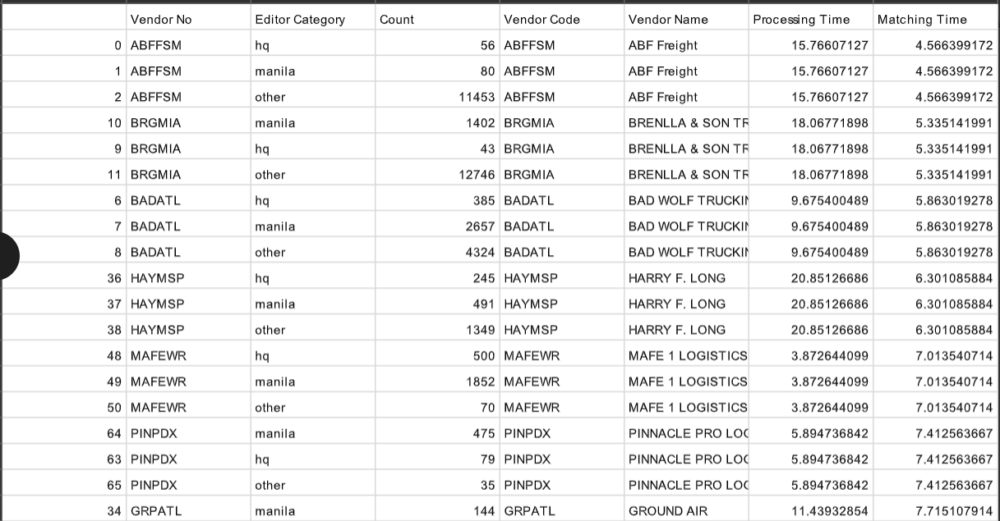 Vendor No Editor Category Count Vendor Code Vendor Name Processing Time Matching Time
0 ABFFSM hq 56 ABFFSM ABF Freight 15.76607127 4.566399172
1 ABFFSM manila 80 ABFFSM ABF Freight 15.76607127 4.566399172
2 ABFFSM other 11453 ABFFSM ABF Freight 15.76607127 4.566399172
10 BRGMIA manila 1402 BRGMIA BRENLLA & SON TR 18.06771898 5.335141991
9 BRGMIA hq 43 BRGMIA BRENLLA & SON TR 18.06771898 5.335141991
11 BRGMIA other 12746 BRGMIA BRENLLA & SON TR 18.06771898 5.335141991
6 BADATL hq 385 BADATL BAD WOLF TRUCKIN 9.675400489 5.863019278
7 BADATL manila 2657 BADATL BAD WOLF TRUCKIN 9.675400489 5.863019278
8 BADATL other 4324 BADATL BAD WOLF TRUCKIN 9.675400489 5.863019278
36 HAYMSP hq 245 HAYMSP HARRY F. LONG 20.85126686 6.301085884
37 HAYMSP manila 491 HAYMSP HARRY F. LONG 20.85126686 6.301085884
38 HAYMSP other 1349 HAYMSP HARRY F. LONG 20.85126686 6.301085884
48 MAFEWR hq 500 MAFEWR MAFE 1 LOGISTICS 3.872644099 7.013540714
49 MAFEWR manila 1852 MAFEWR MAFE 1 LOGISTICS 3.872644099 7.013540714
50 MAFEWR other 70 MAFEWR MAFE 1 LOGISTICS 3.872644099 7.013540714
64 PINPDX manila 475 PINPDX PINNACLE PRO LOG 5.894736842 7.412563667
63 PINPDX hq 79 PINPDX PINNACLE PRO LOG 5.894736842 7.412563667
65 PINPDX other 35 PINPDX PINNACLE PRO LOG 5.894736842 7.412563667
34 GRPATL manila 144 GRPATL GROUND AIR 11.43932854 7.715107914